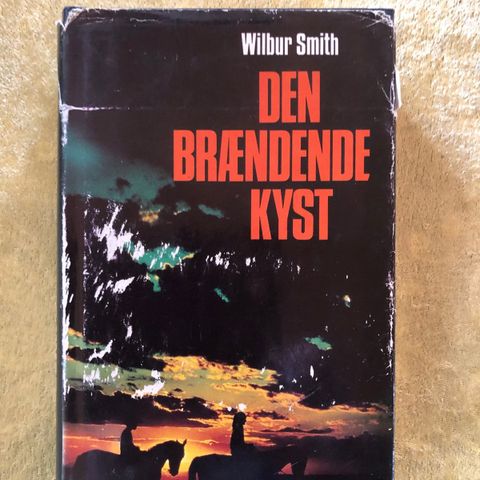 Wilbur Smith
DEN
BRÆNDENDE
KYST